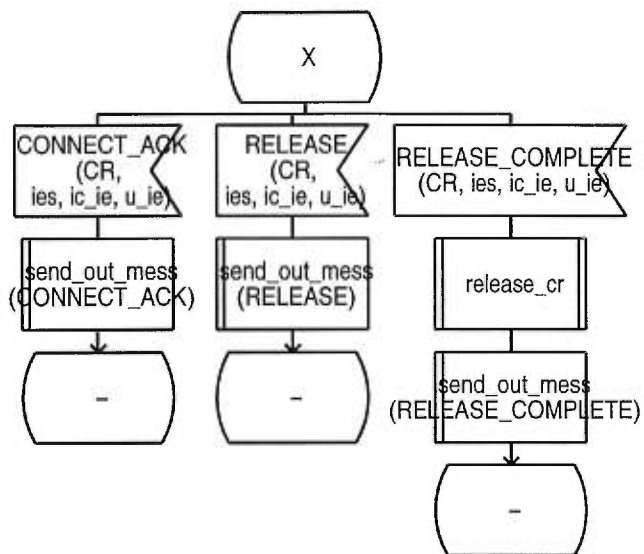 X
CONNECT_ACK
(CR,
ies, ic_ie, u_ie)
RELEASE
(CR,
ies, ic_ie, u_ie)
RELEASE_COMPLETE
(CR, ies, ic_ie, u_ie)
send_out_mess
(CONNECT_ACK)
send_out_mess
(RELEASE)
release_cr
–
–
send_out_mess
(RELEASE_COMPLETE)
–